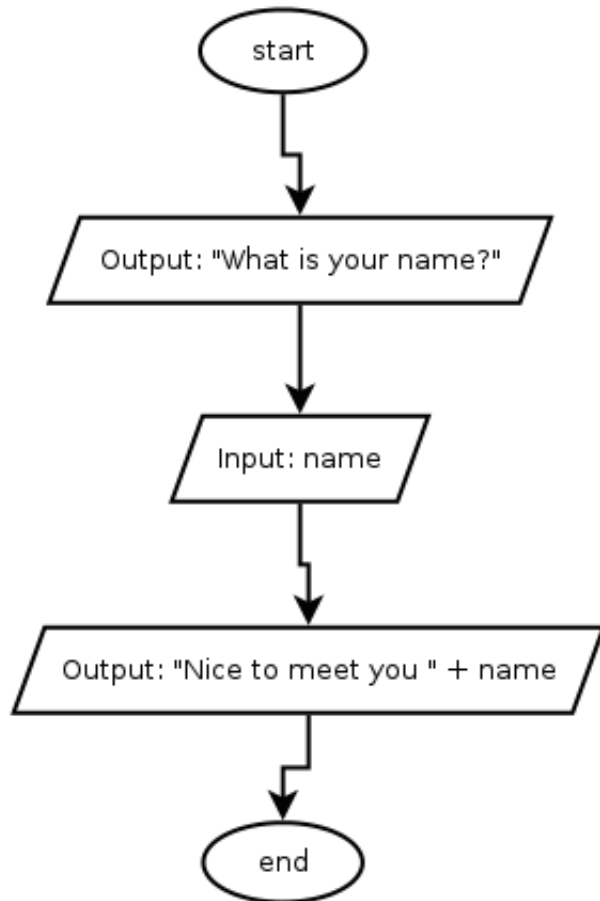 start
Output: "What is your name?"
Input: name
Output: "Nice to meet you " + name
end